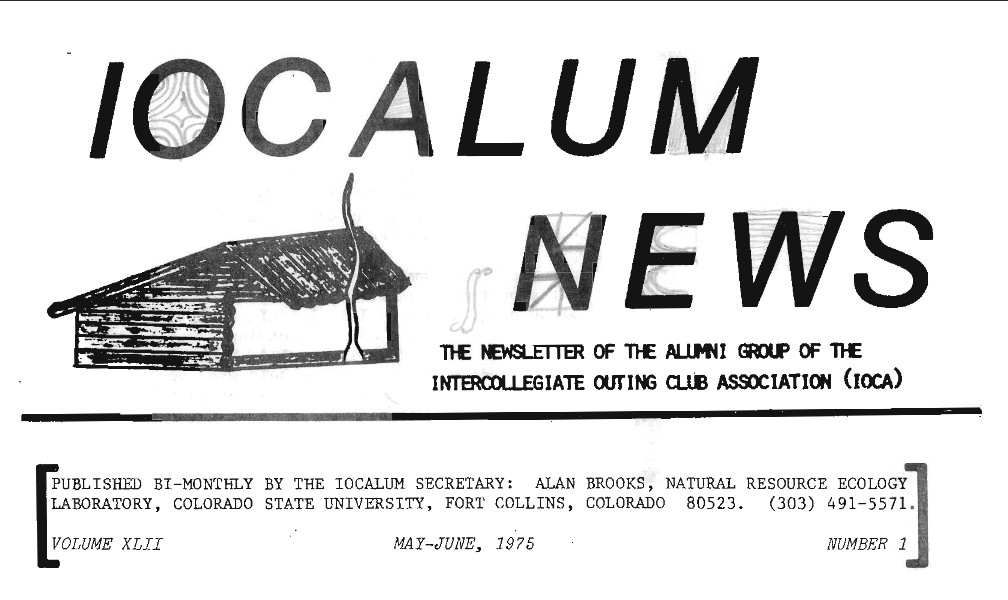 IOCALUM
NEWS
THE NEWSLETTER OF THE ALUMNI GROUP OF THE
INTERCOLLEGIATE OUTING CLUB ASSOCIATION (IOCA)
PUBLISHED BI-MONTHLY BY THE IOCALUM SECRETARY: ALAN BROOKS, NATURAL RESOURCE ECOLOGY
LABORATORY, COLORADO STATE UNIVERSITY, FORT COLLINS, COLORADO 80523. (303) 491-5571.
VOLUME XLII MAY-JUNE, 1975 NUMBER 1